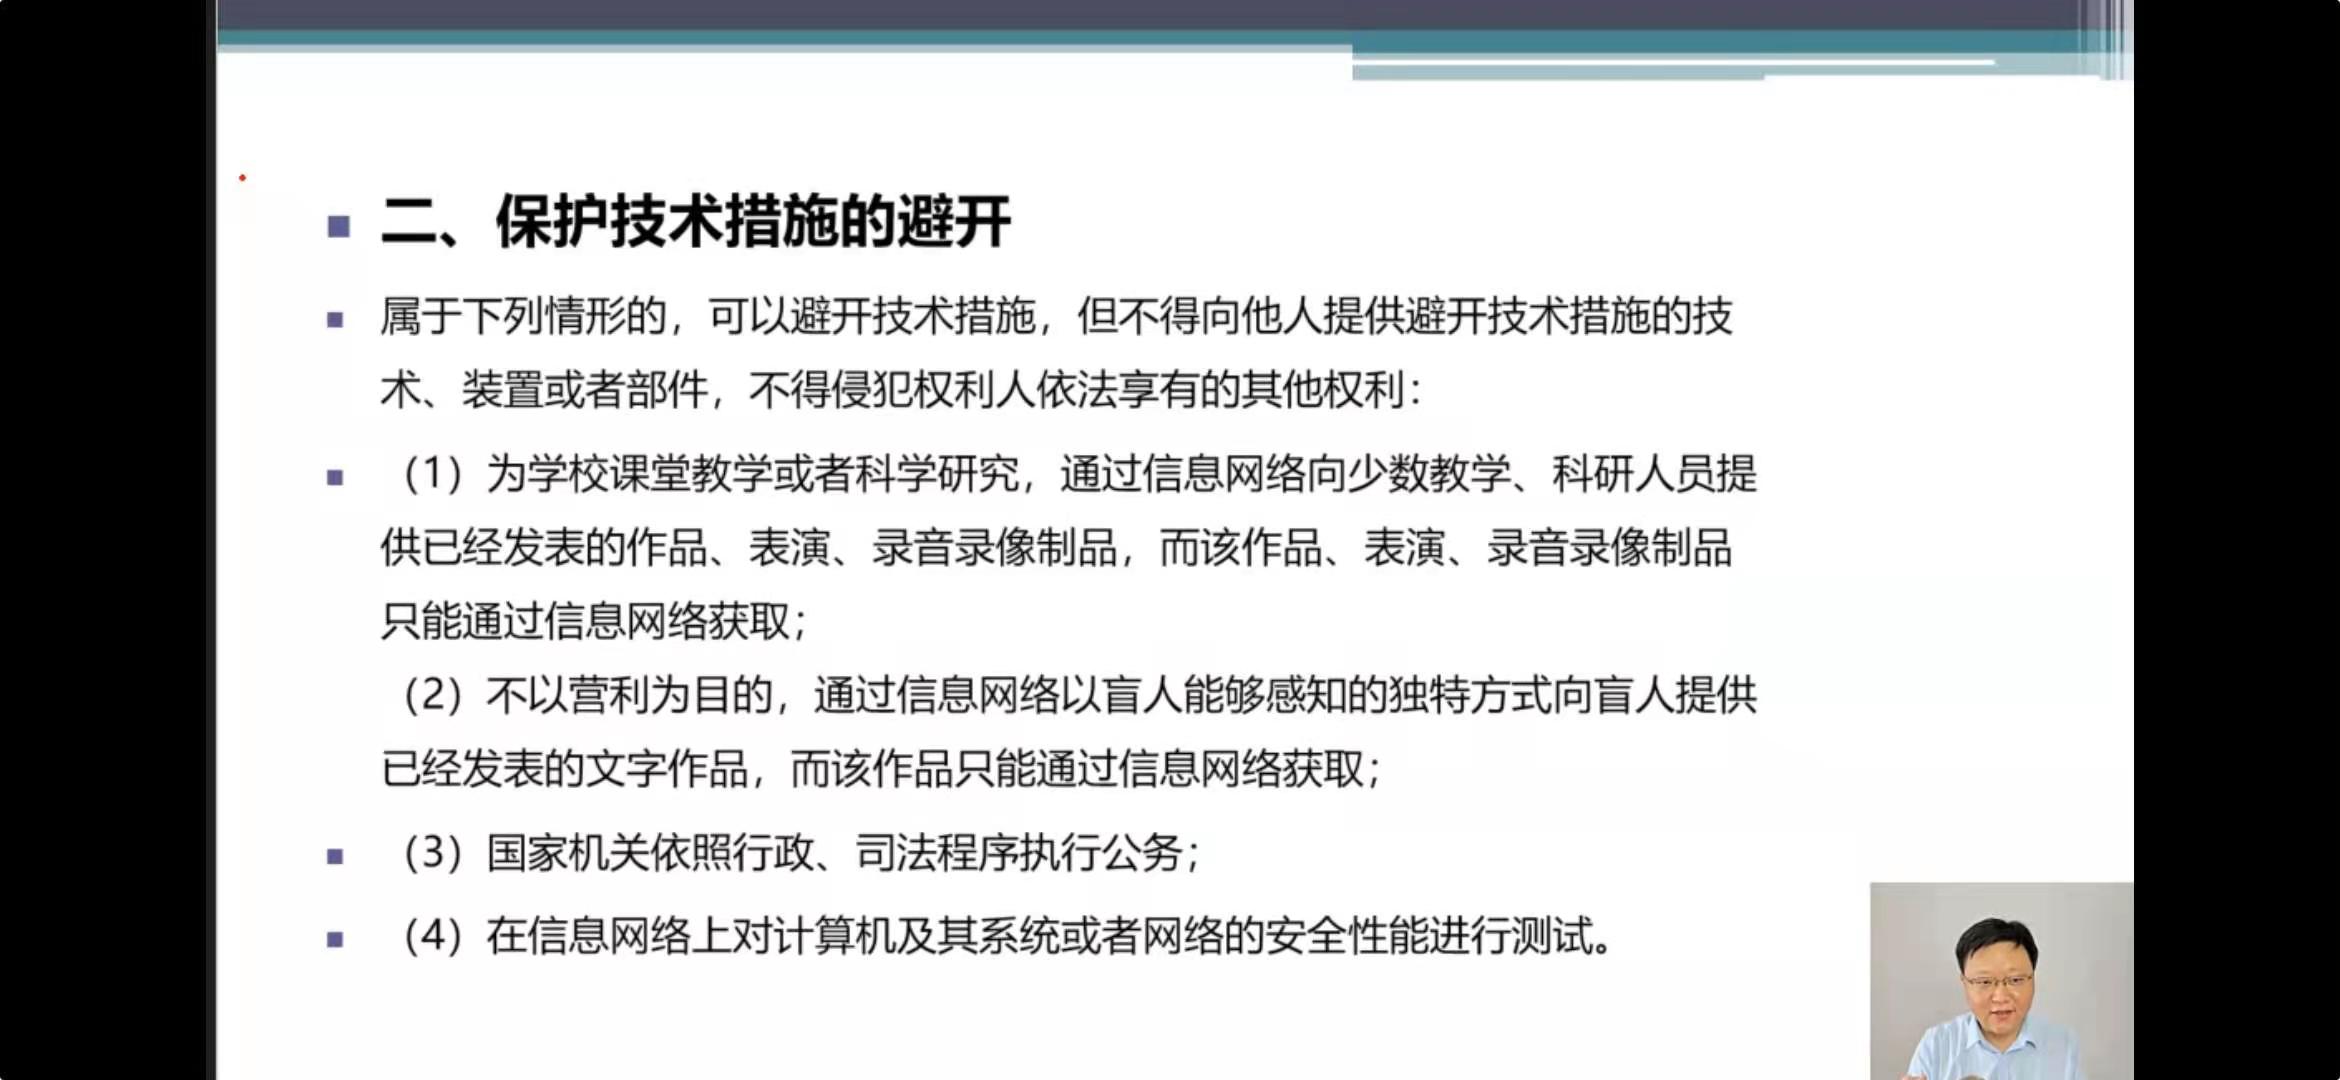 二、保护技术措施的避开
属于下列情形的，可以避开技术措施，但不得向他人提供避开技术措施的技
术、装置或者部件，不得侵犯权利人依法享有的其他权利：
（1）为学校课堂教学或者科学研究，通过信息网络向少数教学、科研人员提
供已经发表的作品、表演、录音录像制品，而该作品、表演、录音录像制品
只能通过信息网络获取；
（2）不以营利为目的，通过信息网络以盲人能够感知的独特方式向盲人提供
已经发表的文字作品，而该作品只能通过信息网络获取；
（3）国家机关依照行政、司法程序执行公务；
（4）在信息网络上对计算机及其系统或者网络的安全性能进行测试。